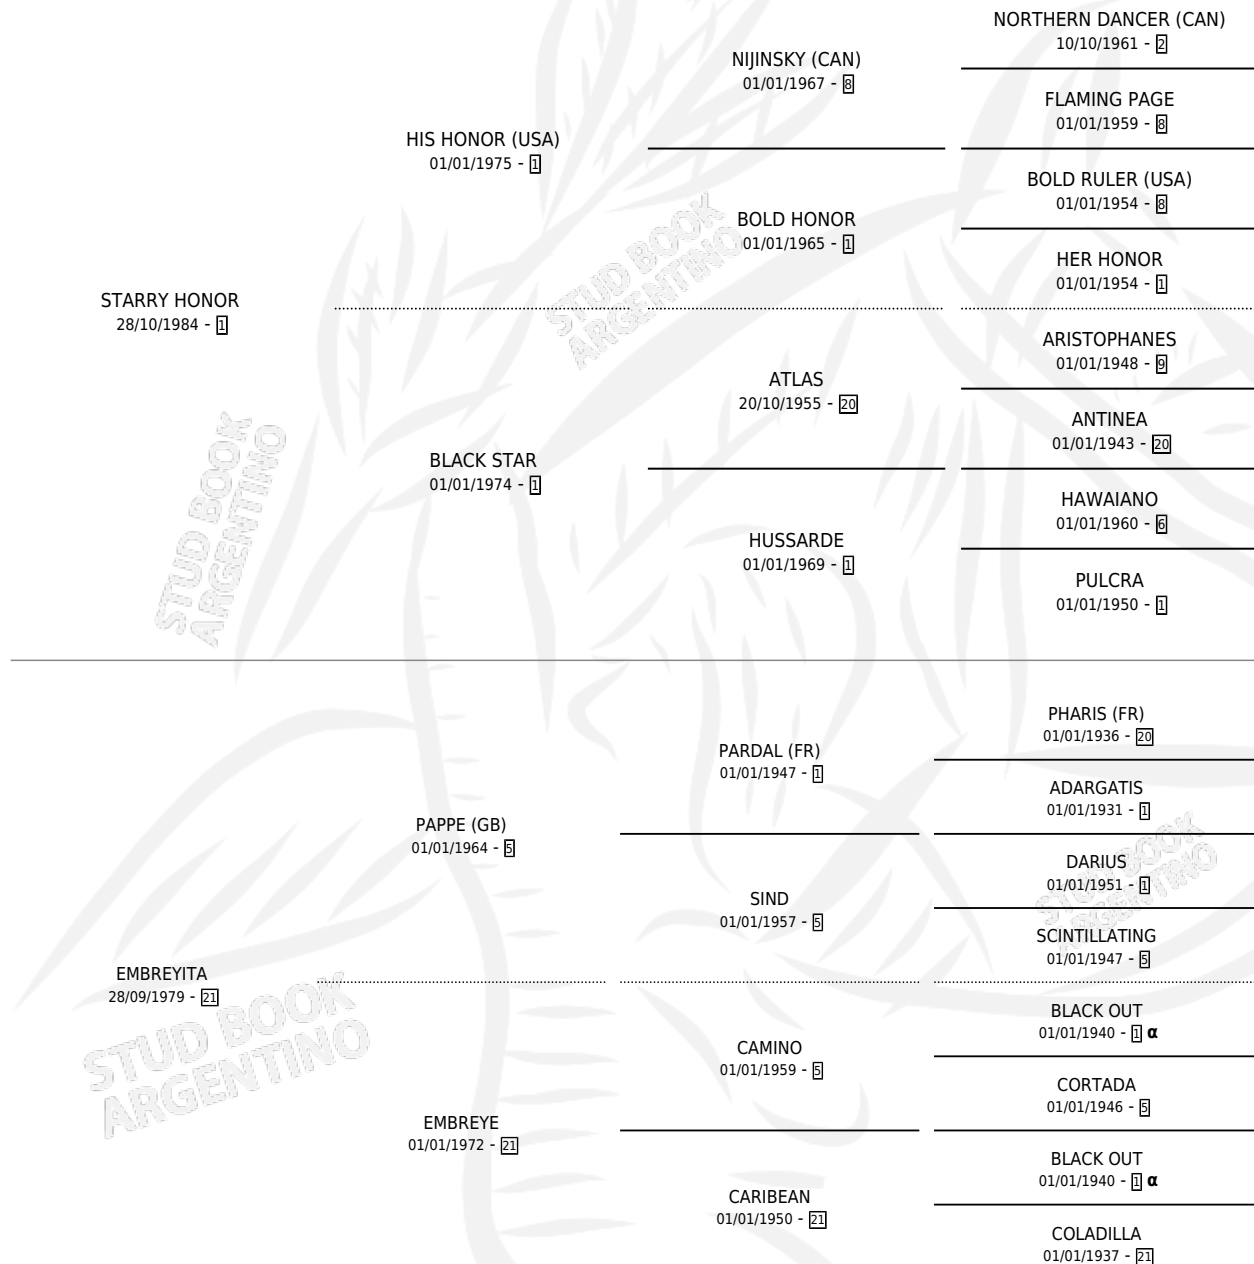 NORTHERN DANCER (CAN)
10/10/1961 - 2
NIJINSKY (CAN)
01/01/1967 - 8
FLAMING PAGE
01/01/1959 - 8
HIS HONOR (USA)
01/01/1975 - 1
BOLD RULER (USA)
01/01/1954 - 8
BOLD HONOR
01/01/1965 - 1
HER HONOR
01/01/1954 - 1
STARRY HONOR
28/10/1984 - 1
STUD BOOK
ARGENTINO
ARISTOPHANES
01/01/1948 - 9
ATLAS
20/10/1955 - 20
ANTINEA
01/01/1943 - 20
BLACK STAR
01/01/1974 - 1
HAWAIANO
01/01/1960 - 6
HUSSARDE
01/01/1969 - 1
PULCRA
01/01/1950 - 1
STUD BOOK
ARGENTINO
PHARIS (FR)
01/01/1936 - 20
PARDAL (FR)
01/01/1947 - 1
ADARGATIS
01/01/1931 - 1
PAPPE (GB)
01/01/1964 - 5
DARIUS
01/01/1951 - 1
SIND
01/01/1957 - 5
SCINTILLATING
01/01/1947 - 5
STUD BOOK
ARGENTINO
EMBREYITA
28/09/1979 - 21
STUD BOOK
ARGENTINO
BLACK OUT
01/01/1940 - 1 α
CAMINO
01/01/1959 - 5
CORTADA
01/01/1946 - 5
EMBREYE
01/01/1972 - 21
BLACK OUT
01/01/1940 - 1 α
CARIBEAN
01/01/1950 - 21
COLADILLA
01/01/1937 - 21